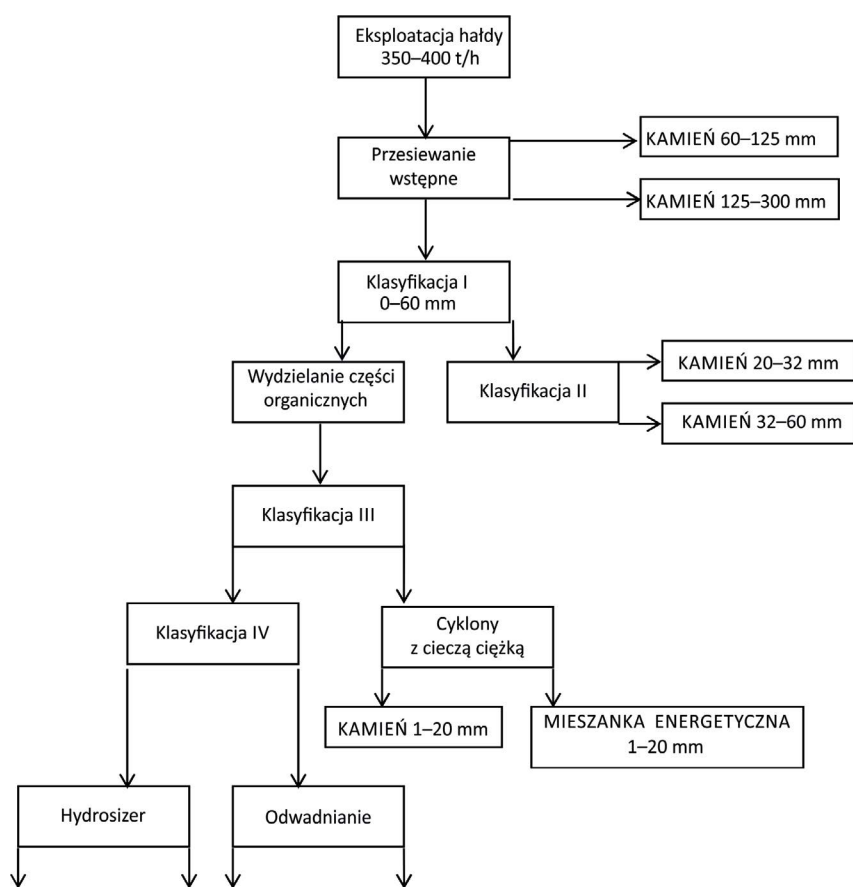 Eksploatacja hałdy
350–400 t/h
Przesiewanie
wstępne
KAMIEŃ 60–125 mm
KAMIEŃ 125–300 mm
Klasyfikacja I
0–60 mm
Wydzielanie części
organicznych
Klasyfikacja II
KAMIEŃ 20–32 mm
KAMIEŃ 32–60 mm
Klasyfikacja III
Klasyfikacja IV
Cyklony
z cieczą ciężką
KAMIEŃ 1–20 mm
MIESZANKA ENERGETYCZNA
1–20 mm
Hydrosizer
Odwadnianie